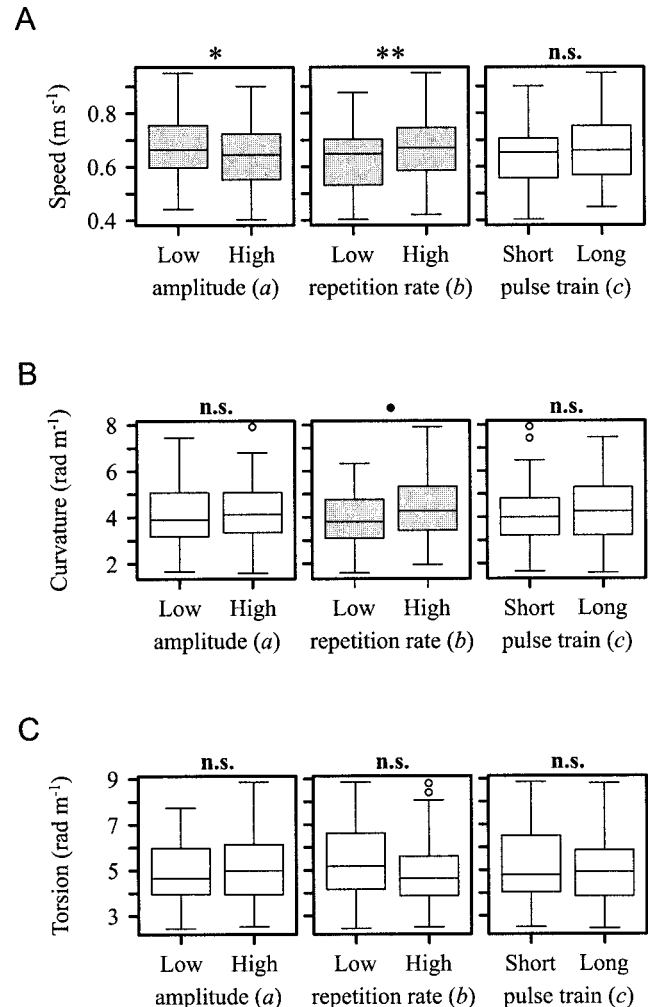 A
* ** n.s.
Speed (m s-1)
0.8
0.6
0.4
Low High Low High Short Long
amplitude (a) repetition rate (b) pulse train (c)
B
n.s. • n.s.
Curvature (rad m-1)
8
6
4
2
Low High Low High Short Long
amplitude (a) repetition rate (b) pulse train (c)
C
n.s. n.s. n.s.
Torsion (rad m-1)
9
7
5
3
Low High Low High Short Long
amplitude (a) repetition rate (b) pulse train (c)